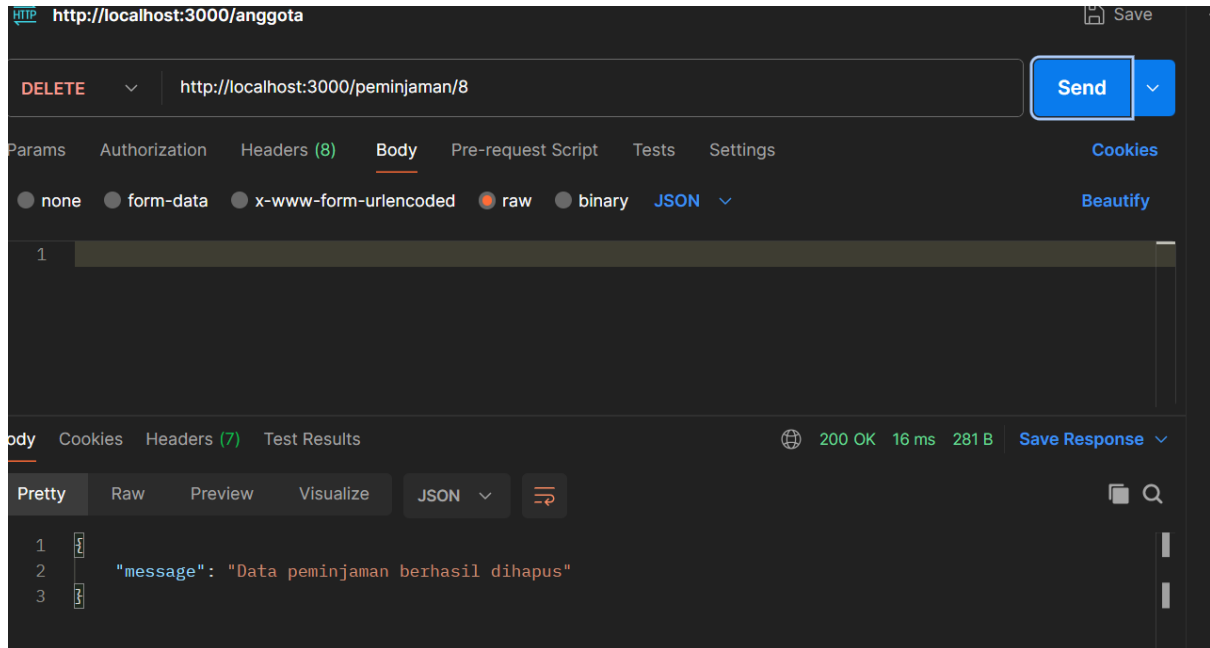 HTTP http://localhost:3000/anggota Save
DELETE http://localhost:3000/peminjaman/8 Send
Params Authorization Headers (8) Body Pre-request Script Tests Settings Cookies
none form-data x-www-form-urlencoded raw binary JSON Beautify
1
ody Cookies Headers (7) Test Results 200 OK 16 ms 281 B Save Response
Pretty Raw Preview Visualize JSON
1 {
2 "message": "Data peminjaman berhasil dihapus"
3 }